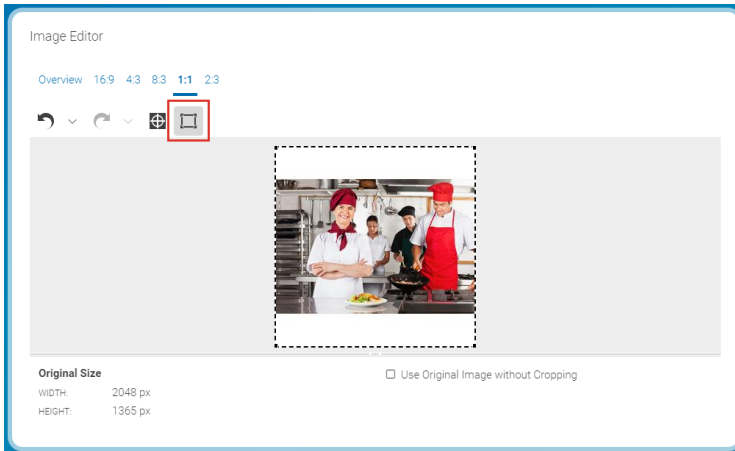 Image Editor
Overview 16:9 4:3 8:3 1:1 2:3
Original Size
WIDTH: 2048 px
HEIGHT: 1365 px
Use Original Image without Cropping